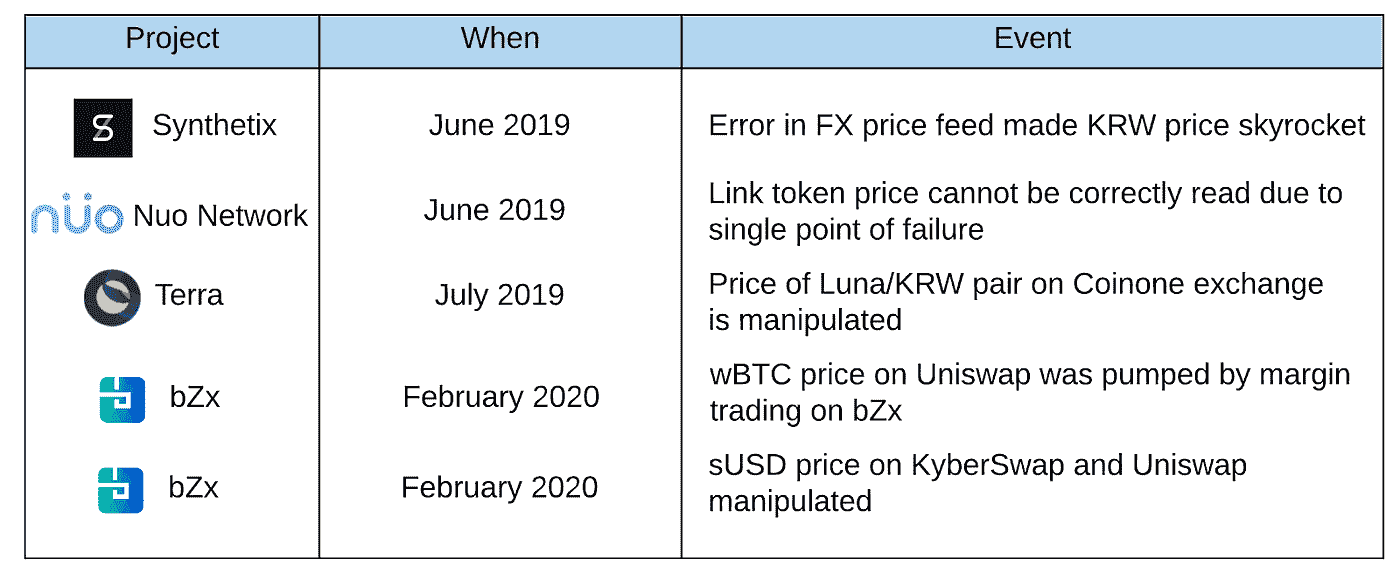 Project When Event
Synthetix June 2019 Error in FX price feed made KRW price skyrocket
nüo Nuo Network June 2019 Link token price cannot be correctly read due to
single point of failure
Terra July 2019 Price of Luna/KRW pair on Coinone exchange
is manipulated
bZx February 2020 wBTC price on Uniswap was pumped by margin
trading on bZx
bZx February 2020 sUSD price on KyberSwap and Uniswap
manipulated